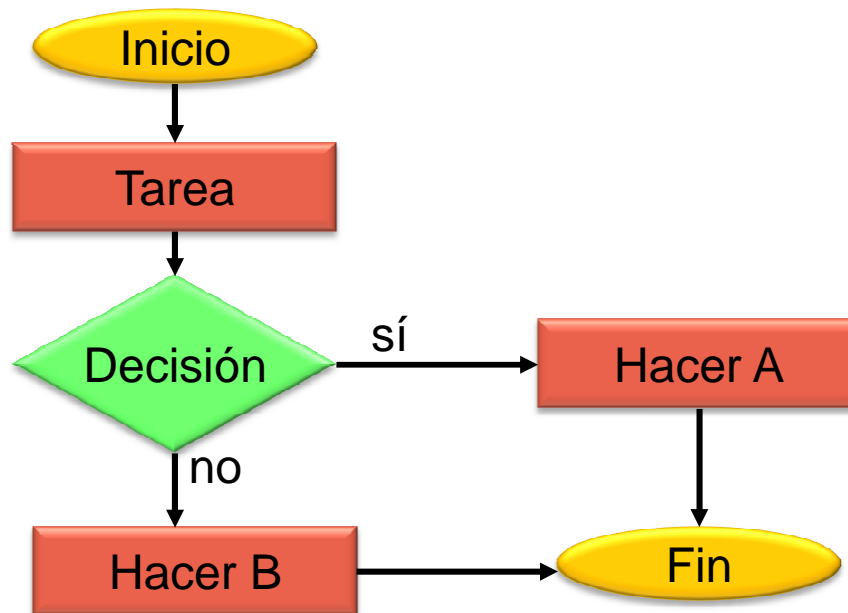 Inicio
Tarea
Decisión
sí
Hacer A
no
Hacer B
Fin